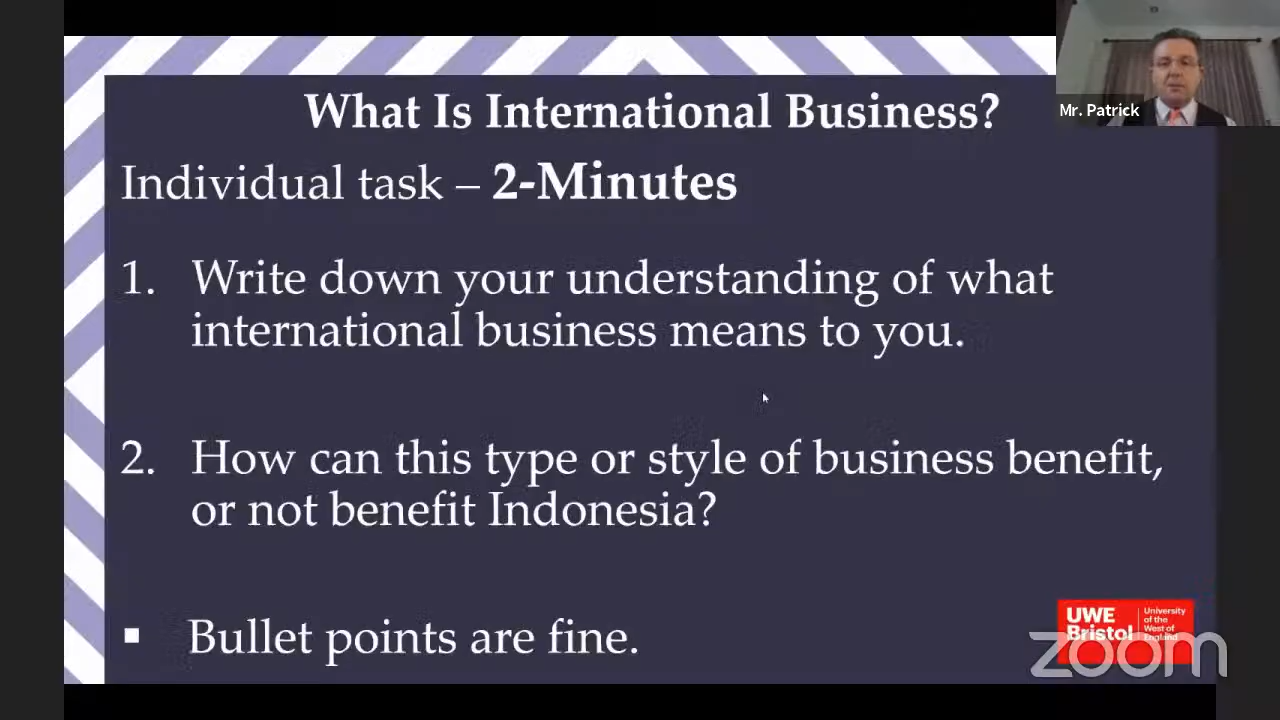 What Is International Business?
Mr. Patrick
Individual task – 2-Minutes
1. Write down your understanding of what
international business means to you.
2. How can this type or style of business benefit,
or not benefit Indonesia?
▪ Bullet points are fine.
UWE
Bristol
University
of the
West of
England
zoom